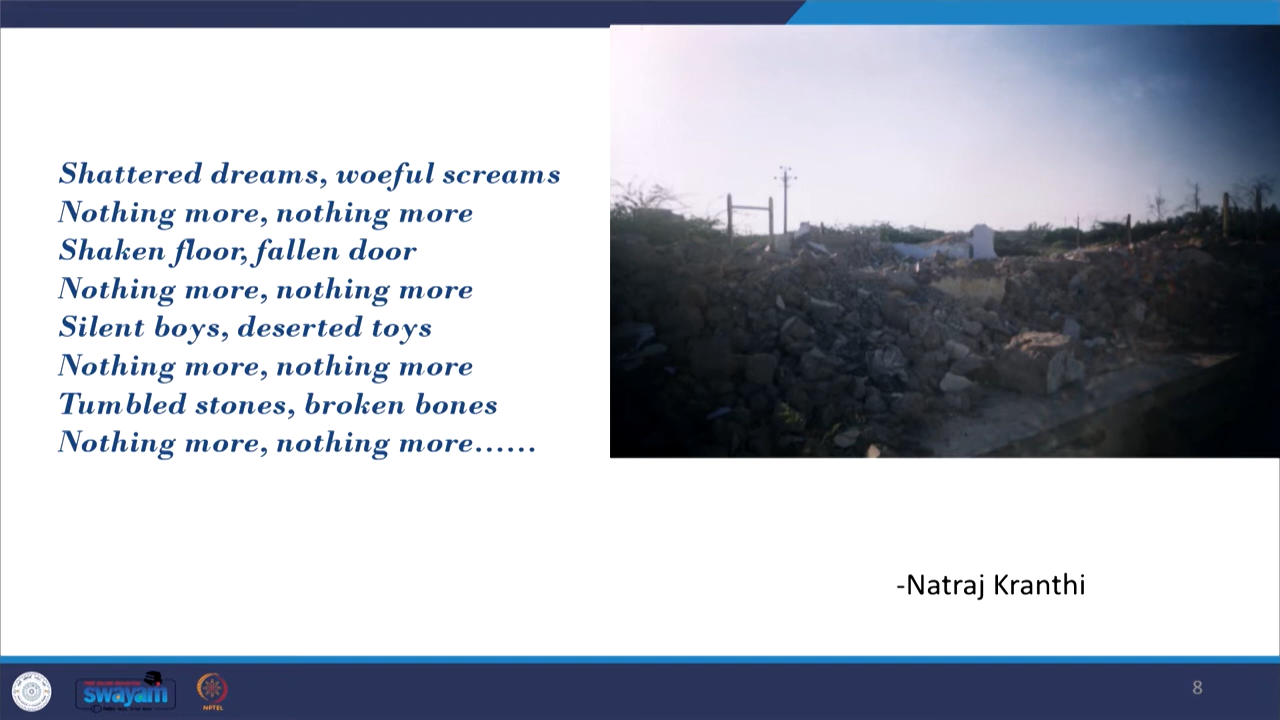 Shattered dreams, woeful screams
Nothing more, nothing more
Shaken floor, fallen door
Nothing more, nothing more
Silent boys, deserted toys
Nothing more, nothing more
Tumbled stones, broken bones
Nothing more, nothing more......
-Natraj Kranthi
swayam
NPTEL
8